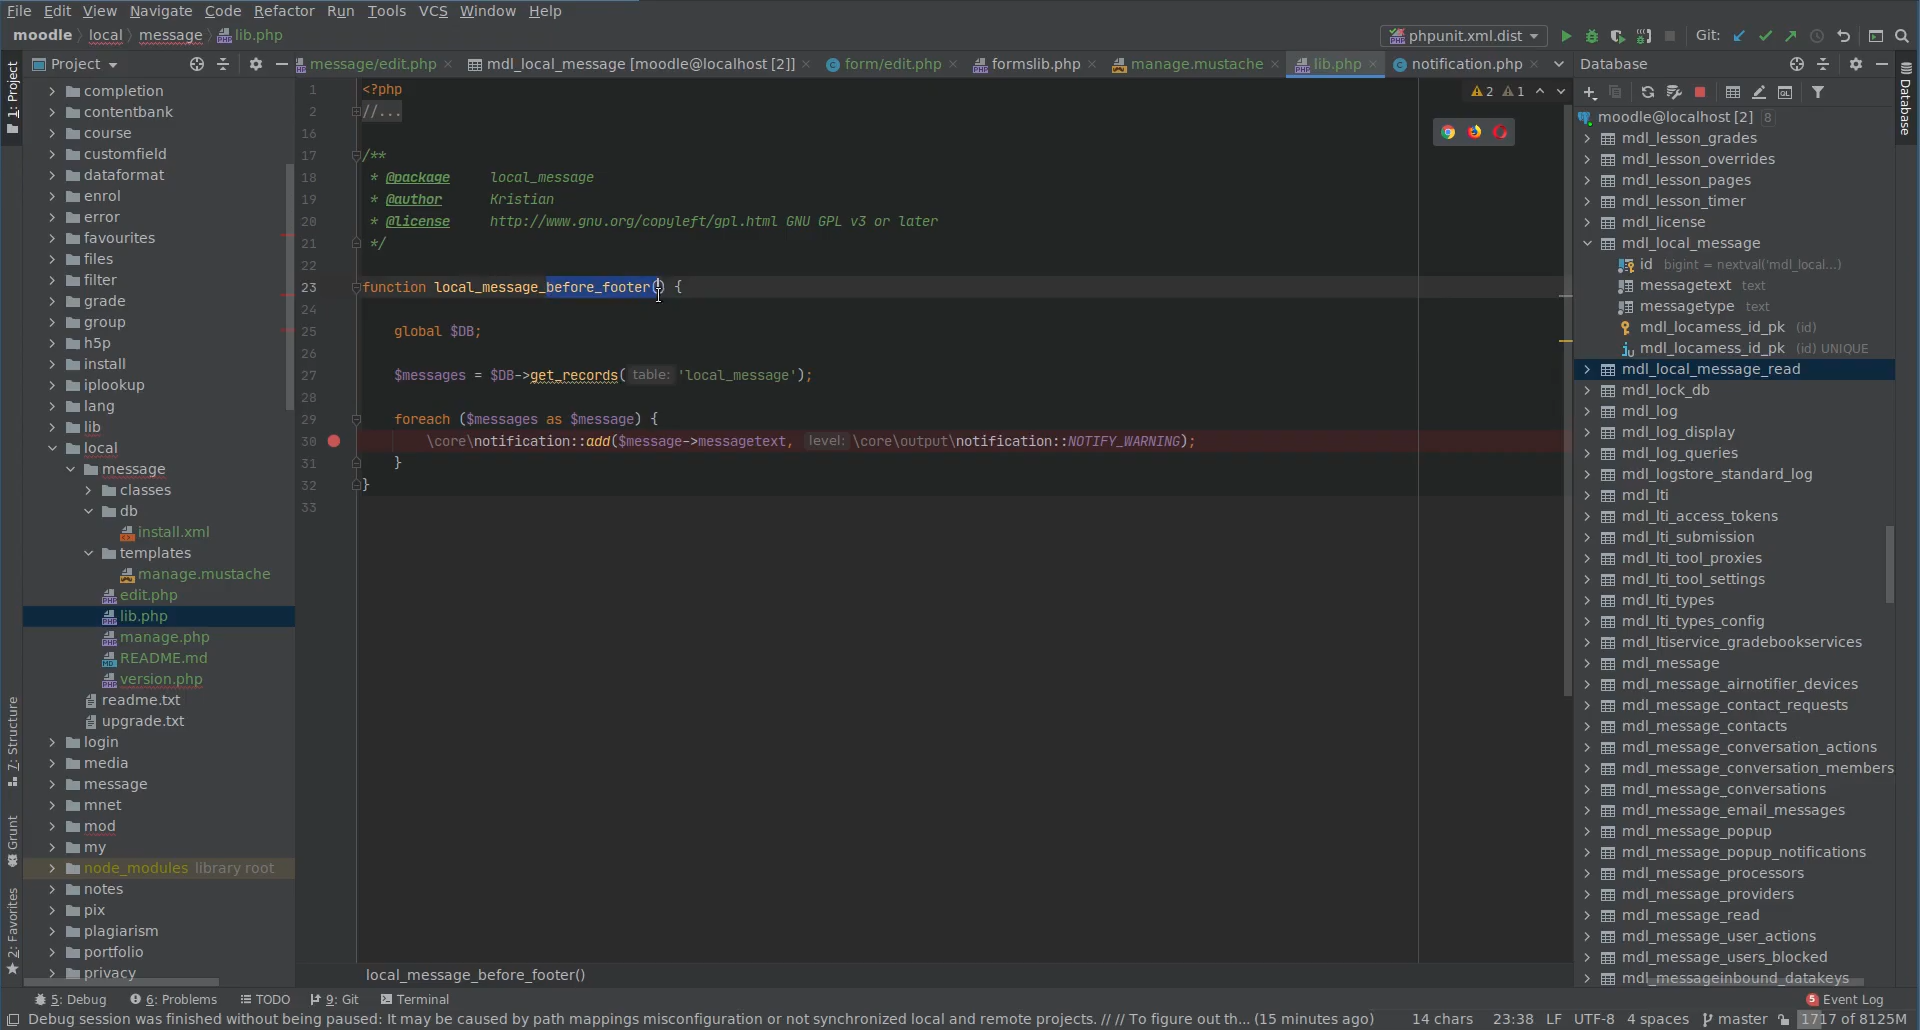 File Edit View Navigate Code Refactor Run Tools VCS Window Help
moodle local message lib.php phpunit.xml.dist Git:
Project
message/edit.php mdl_local_message [moodle@localhost [2]] form/edit.php formslib.php manage.mustache lib.php notification.php
Database
1: Project
7: Structure
Grunt
2: Favorites
completion
contentbank
course
customfield
dataformat
enrol
error
favourites
files
filter
grade
group
h5p
install
iplookup
lang
lib
local
message
classes
db
install.xml
templates
manage.mustache
edit.php
lib.php
manage.php
README.md
version.php
readme.txt
upgrade.txt
login
media
message
mnet
mod
my
node_modules library root
notes
pix
plagiarism
portfolio
privacy
2 1
1 <?php
2 //...
16
17 /**
18 * @package local_message
19 * @author Kristian
20 * @license http://www.gnu.org/copyleft/gpl.html GNU GPL v3 or later
21 */
22
23 function local_message_before_footer() {
24
25 global $DB;
26
27 $messages = $DB->get_records( table: 'local_message');
28
29 foreach ($messages as $message) {
30 \core\notification::add($message->messagetext, level: \core\output\notification::NOTIFY_WARNING);
31 }
32 }
33
local_message_before_footer()
moodle@localhost [2] 8
mdl_lesson_grades
mdl_lesson_overrides
mdl_lesson_pages
mdl_lesson_timer
mdl_license
mdl_local_message
id bigint = nextval('mdl_local...)
messagetext text
messagetype text
mdl_locamess_id_pk (id)
mdl_locamess_id_pk (id) UNIQUE
mdl_local_message_read
mdl_lock_db
mdl_log
mdl_log_display
mdl_log_queries
mdl_logstore_standard_log
mdl_lti
mdl_lti_access_tokens
mdl_lti_submission
mdl_lti_tool_proxies
mdl_lti_tool_settings
mdl_lti_types
mdl_lti_types_config
mdl_ltiservice_gradebookservices
mdl_message
mdl_message_airnotifier_devices
mdl_message_contact_requests
mdl_message_contacts
mdl_message_conversation_actions
mdl_message_conversation_members
mdl_message_conversations
mdl_message_email_messages
mdl_message_popup
mdl_message_popup_notifications
mdl_message_processors
mdl_message_providers
mdl_message_read
mdl_message_user_actions
mdl_message_users_blocked
mdl_messageinbound_datakeys
Database
5: Debug 6: Problems TODO 9: Git Terminal 5 Event Log
Debug session was finished without being paused: It may be caused by path mappings misconfiguration or not synchronized local and remote projects. // // To figure out th... (15 minutes ago) 14 chars 23:38 LF UTF-8 4 spaces master 1717 of 8125M